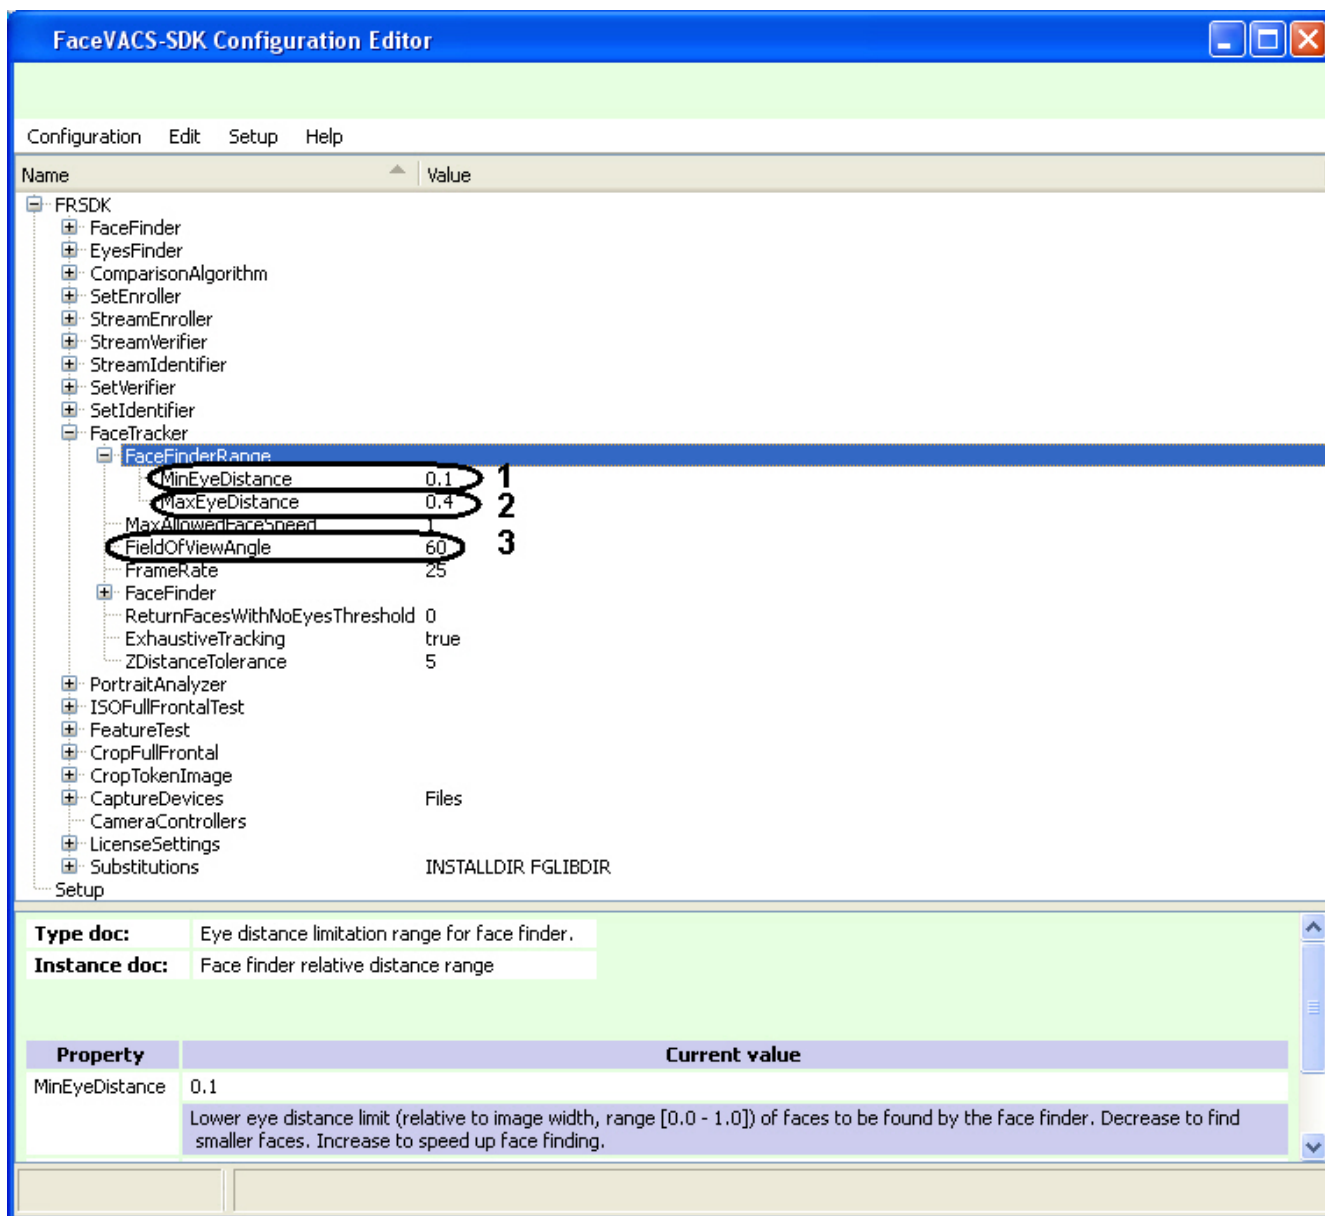 FaceVACS-SDK Configuration Editor
Configuration Edit Setup Help
Name Value
FRSDK
FaceFinder
EyesFinder
ComparisonAlgorithm
SetEnroller
StreamEnroller
StreamVerifier
StreamIdentifier
SetVerifier
SetIdentifier
FaceTracker
FaceFinderRange
MinEyeDistance 0.1 1
MaxEyeDistance 0.4 2
MaxAllowedFaceSpeed 1
FieldOfViewAngle 60 3
FrameRate 25
FaceFinder
ReturnFacesWithNoEyesThreshold 0
ExhaustiveTracking true
ZDistanceTolerance 5
PortraitAnalyzer
ISOFullFrontalTest
FeatureTest
CropFullFrontal
CropTokenImage
CaptureDevices Files
CameraControllers
LicenseSettings
Substitutions INSTALLDIR FGLIBDIR
Setup
Type doc: Eye distance limitation range for face finder.
Instance doc: Face finder relative distance range
Property Current value
MinEyeDistance 0.1
Lower eye distance limit (relative to image width, range [0.0 - 1.0]) of faces to be found by the face finder. Decrease to find
smaller faces. Increase to speed up face finding.